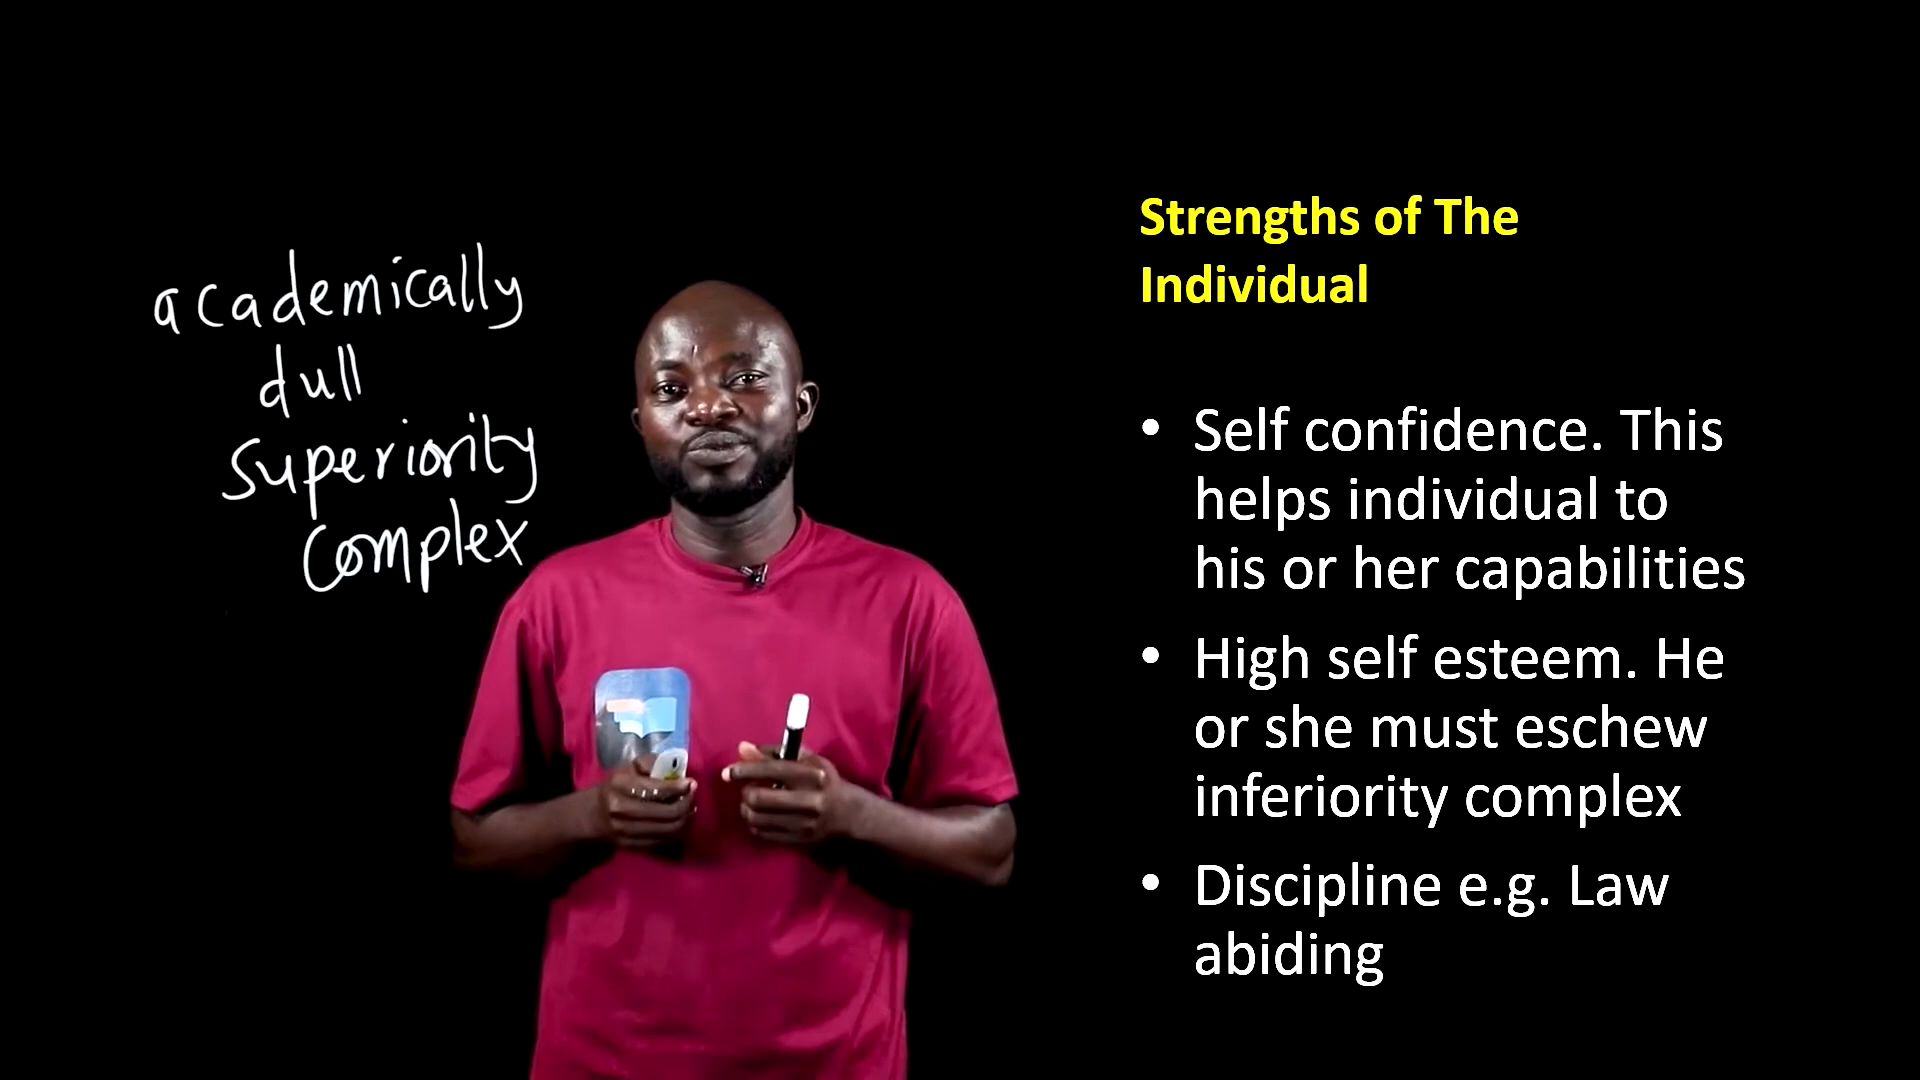 academically
dull
superiority
complex
Strengths of The
Individual
• Self confidence. This
helps individual to
his or her capabilities
• High self esteem. He
or she must eschew
inferiority complex
• Discipline e.g. Law
abiding